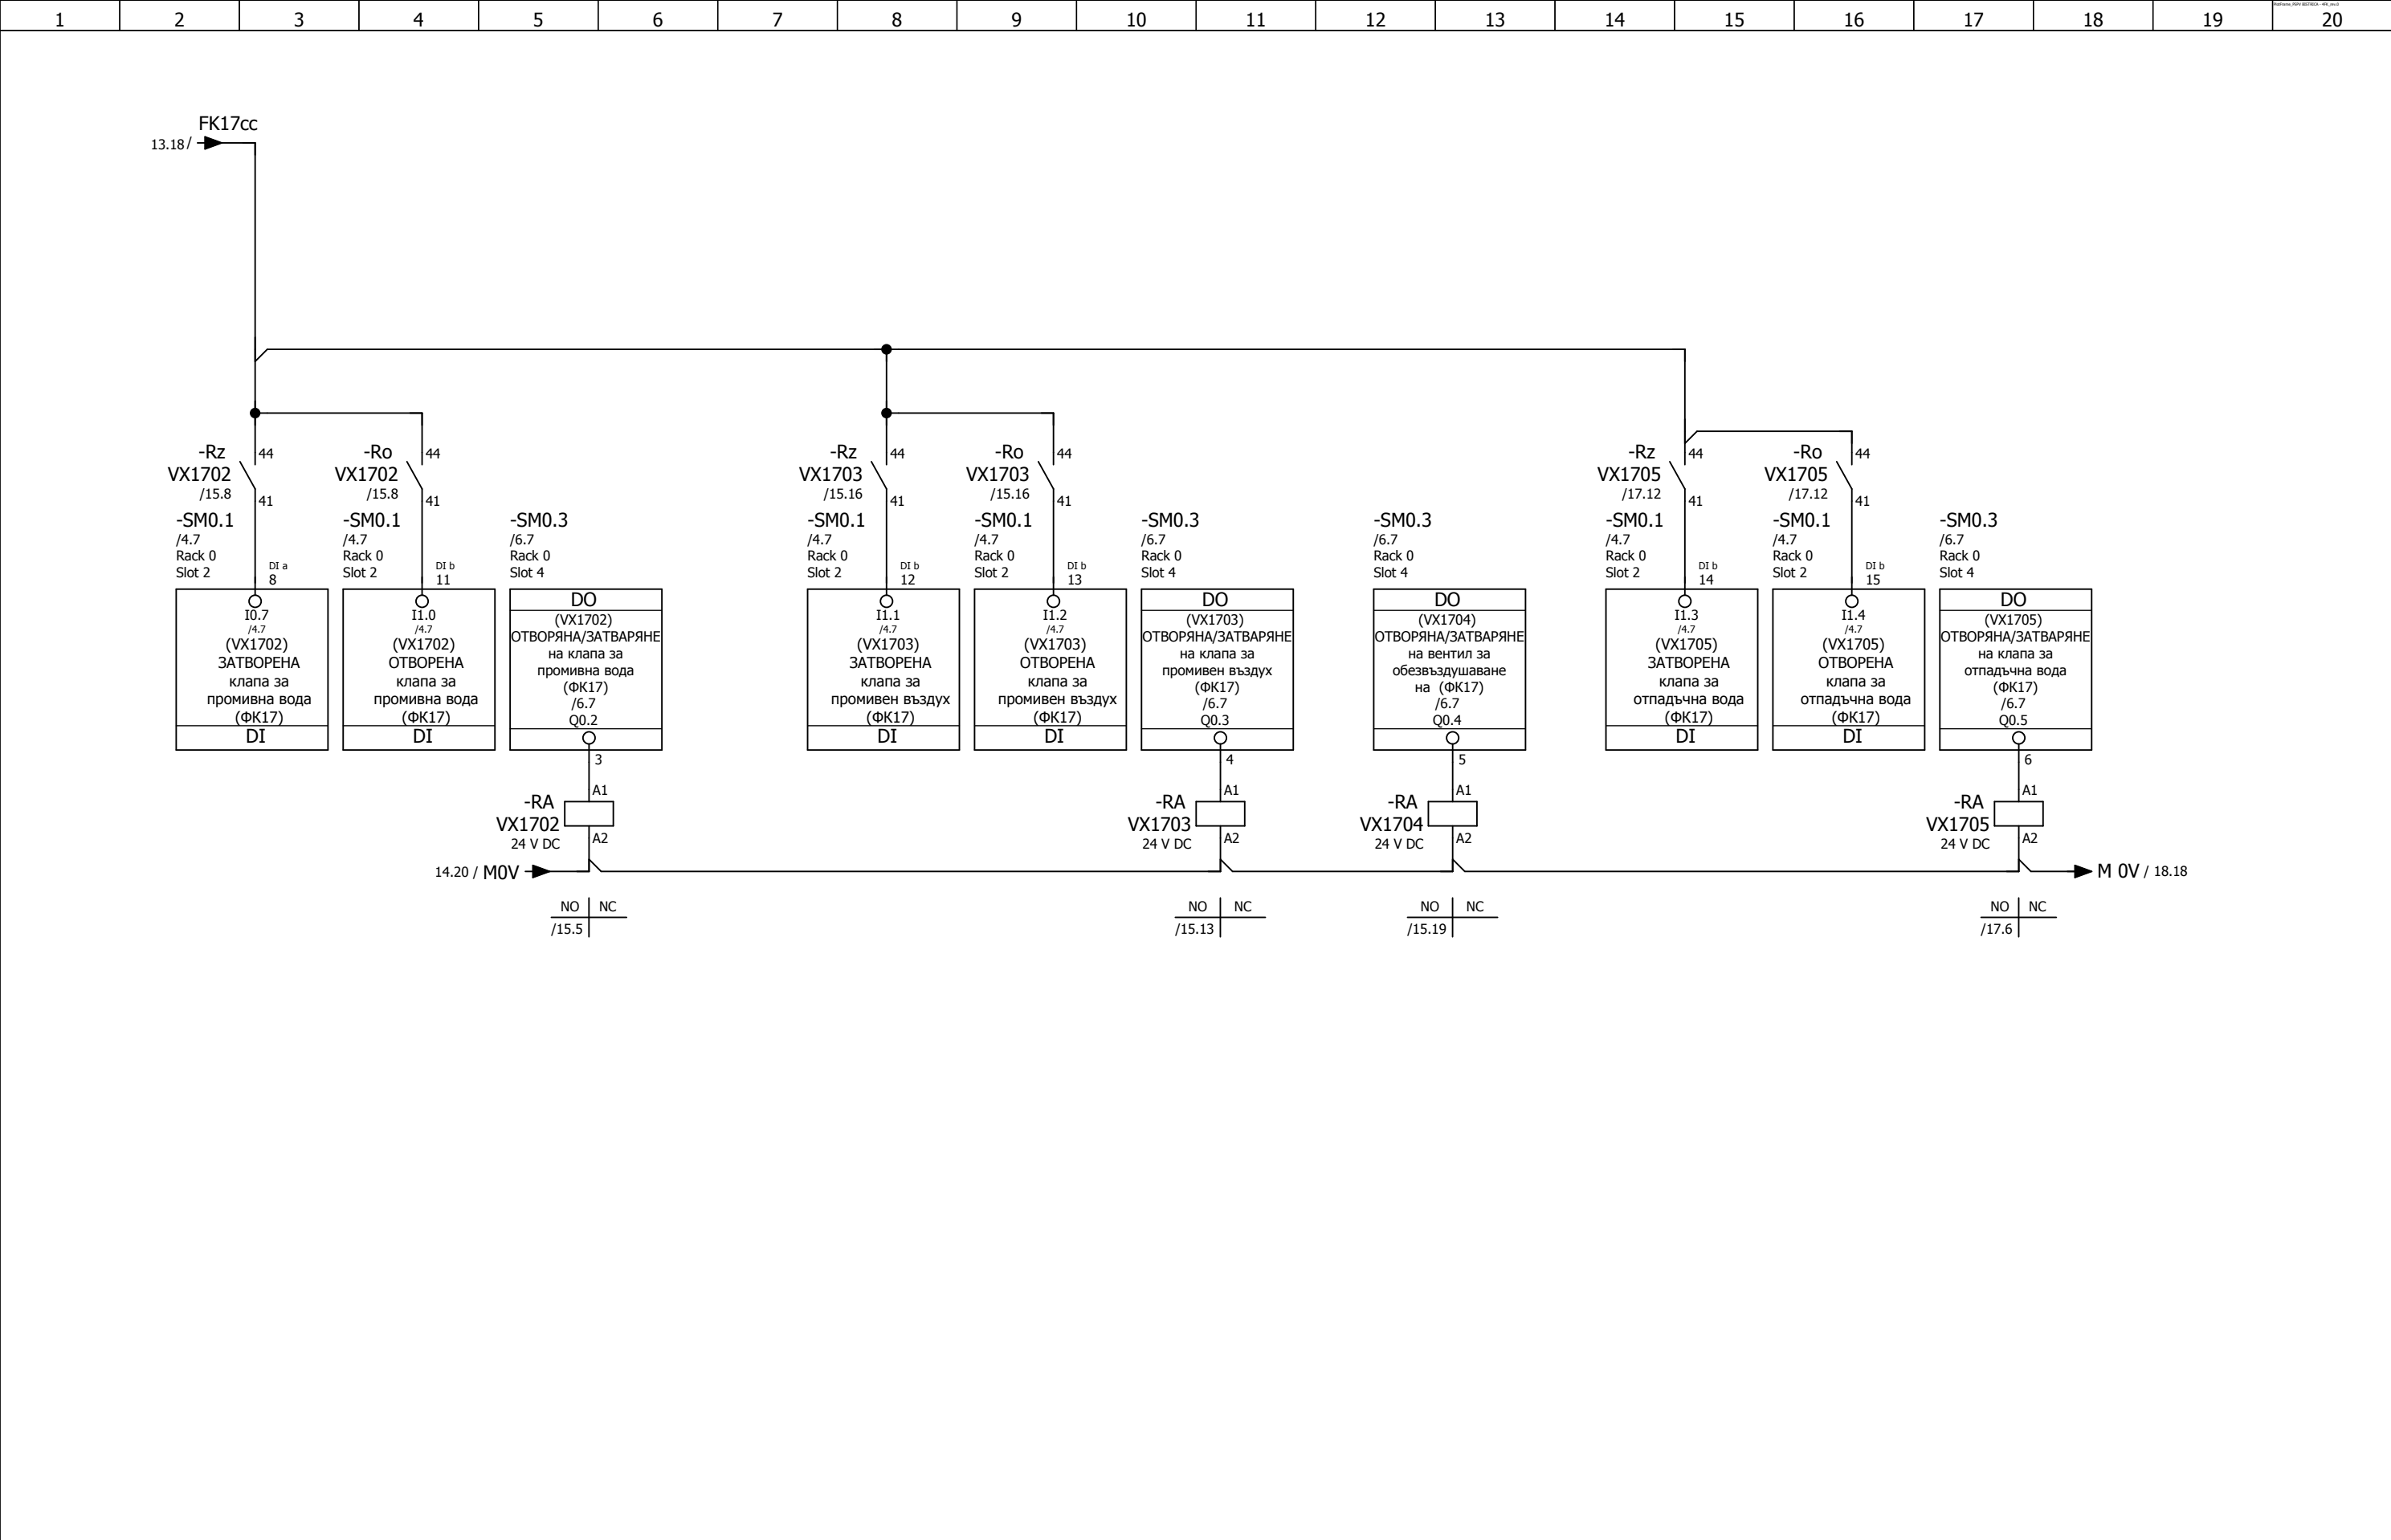 1 2 3 4 5 6 7 8 9 10 11 12 13 14 15 16 17 18 19 20
FK17cc
13.18 /
-Rz
VX1702
/15.8
44
41
-SM0.1
/4.7
Rack 0
Slot 2
DI a
8
I0.7
/4.7
(VX1702)
ЗАТВОРЕНА
клапа за
промивна вода
(ФК17)
DI
-Ro
VX1702
/15.8
44
41
-SM0.1
/4.7
Rack 0
Slot 2
DI b
11
I1.0
/4.7
(VX1702)
ОТВОРЕНА
клапа за
промивна вода
(ФК17)
DI
-SM0.3
/6.7
Rack 0
Slot 4
DO
(VX1702)
ОТВОРЯНА/ЗАТВАРЯНЕ
на клапа за
промивна вода
(ФК17)
/6.7
Q0.2
3
-RA
VX1702
24 V DC
A1
A2
14.20 / M0V
NO NC
/15.5
-Rz
VX1703
/15.16
44
41
-SM0.1
/4.7
Rack 0
Slot 2
DI b
12
I1.1
/4.7
(VX1703)
ЗАТВОРЕНА
клапа за
промивен въздух
(ФК17)
DI
-Ro
VX1703
/15.16
44
41
-SM0.1
/4.7
Rack 0
Slot 2
DI b
13
I1.2
/4.7
(VX1703)
ОТВОРЕНА
клапа за
промивен въздух
(ФК17)
DI
-SM0.3
/6.7
Rack 0
Slot 4
DO
(VX1703)
ОТВОРЯНА/ЗАТВАРЯНЕ
на клапа за
промивен въздух
(ФК17)
/6.7
Q0.3
4
-RA
VX1703
24 V DC
A1
A2
NO NC
/15.13
-SM0.3
/6.7
Rack 0
Slot 4
DO
(VX1704)
ОТВОРЯНА/ЗАТВАРЯНЕ
на вентил за
обезвъздушаване
на (ФК17)
/6.7
Q0.4
5
-RA
VX1704
24 V DC
A1
A2
NO NC
/15.19
-Rz
VX1705
/17.12
44
41
-SM0.1
/4.7
Rack 0
Slot 2
DI b
14
I1.3
/4.7
(VX1705)
ЗАТВОРЕНА
клапа за
отпадъчна вода
(ФК17)
DI
-Ro
VX1705
/17.12
44
41
-SM0.1
/4.7
Rack 0
Slot 2
DI b
15
I1.4
/4.7
(VX1705)
ОТВОРЕНА
клапа за
отпадъчна вода
(ФК17)
DI
-SM0.3
/6.7
Rack 0
Slot 4
DO
(VX1705)
ОТВОРЯНА/ЗАТВАРЯНЕ
на клапа за
отпадъчна вода
(ФК17)
/6.7
Q0.5
6
-RA
VX1705
24 V DC
A1
A2
M 0V / 18.18
NO NC
/17.6